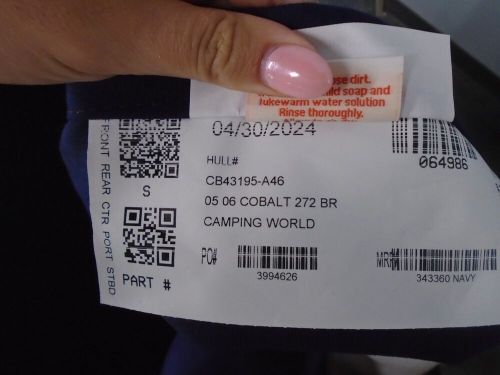 ose dirt.
ld soap and
lukewarm water solution
Rinse thoroughly.
04/30/2024
064986
HULL#
S
CB43195-A46
05 06 COBALT 272 BR
CAMPING WORLD
PO#
3994626
MR#
343360 NAVY
PART #
FRONT REAR CTR PORT STBD